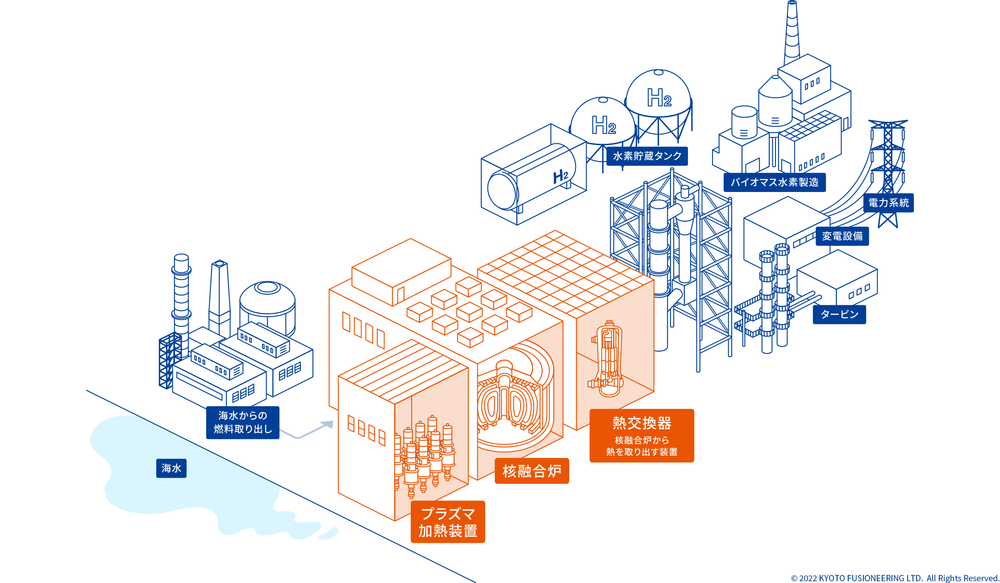 H2
H2
H2
水素貯蔵タンク
バイオマス水素製造
電力系統
変電設備
タービン
海水からの
燃料取り出し
海水
熱交換器
核融合炉から
熱を取り出す装置
核融合炉
プラズマ
加熱装置
© 2022 KYOTO FUSIONEERING LTD. All Rights Reserved.